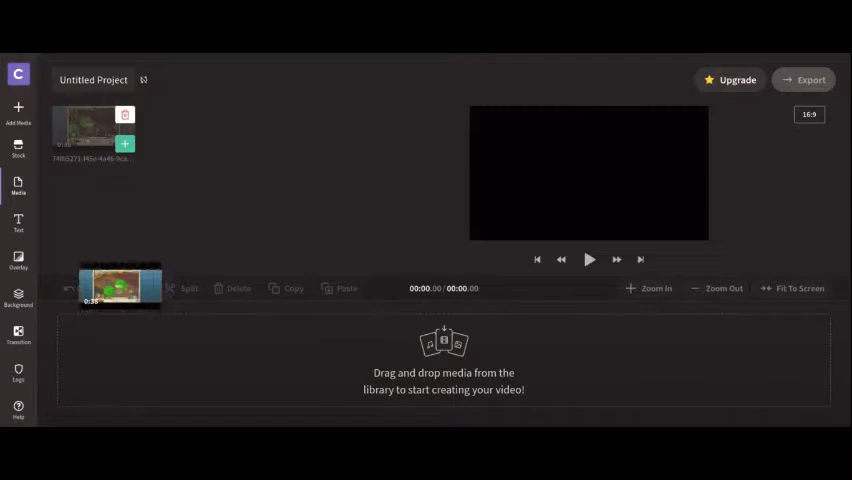 C
Untitled Project
Upgrade
Export
Add Media
Stock
Media
Text
Overlay
Background
Transition
Logo
Help
0:38
16:9
0:38
Split
Delete
Copy
Paste
00:00.00 / 00:00.00
Zoom In
Zoom Out
Fit To Screen
Drag and drop media from the
library to start creating your video!